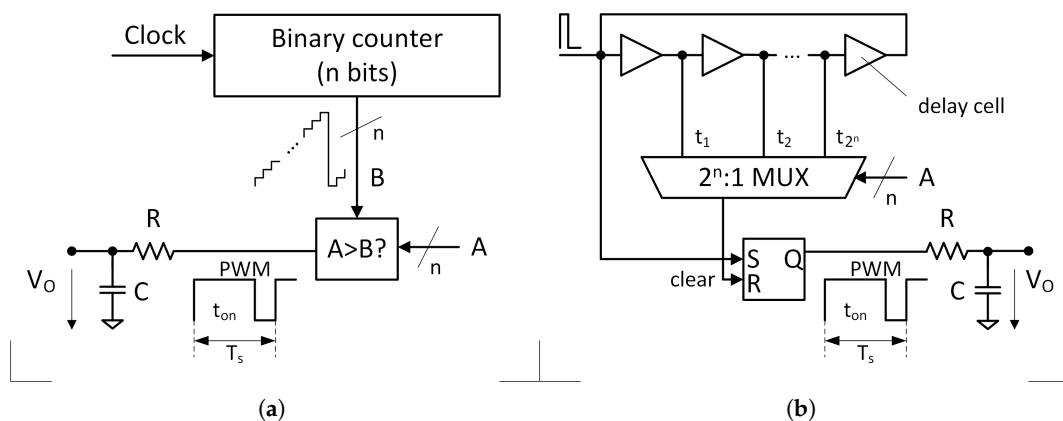 Clock
Binary counter
(n bits)
n
B
R
A>B?
A
n
V_O
C
PWM
t_on
T_s
(a)
...
delay cell
t_1
t_2
t_2^n
2^n:1 MUX
A
n
S
Q
R
clear
R
PWM
C
V_O
t_on
T_s
(b)